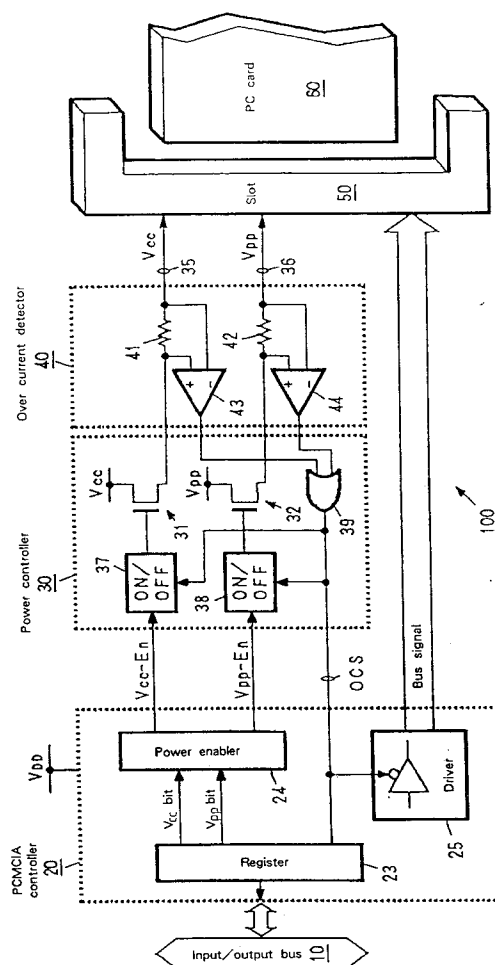 PC card
60
Slot
50
Vcc
35
Vpp
36
Over current detector
40
41
42
+
−
43
+
−
44
Power controller
30
Vcc
31
Vpp
32
37
ON/
OFF
38
ON/
OFF
39
100
Vcc-En
Vpp-En
OCS
Bus signal
VDD
PCMCIA
controller
20
Power enabler
24
Vcc bit
Vpp bit
Register
23
Driver
25
Input/output bus
10